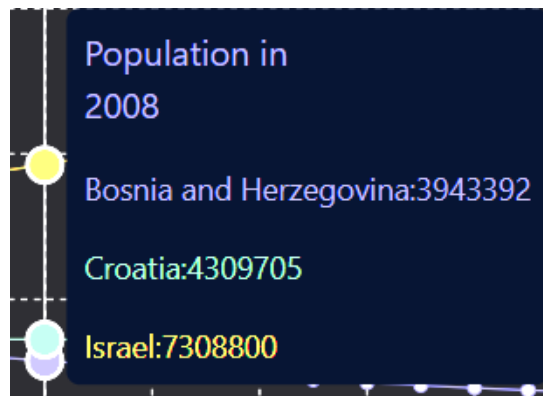 Population in
2008
Bosnia and Herzegovina:3943392
Croatia:4309705
Israel:7308800